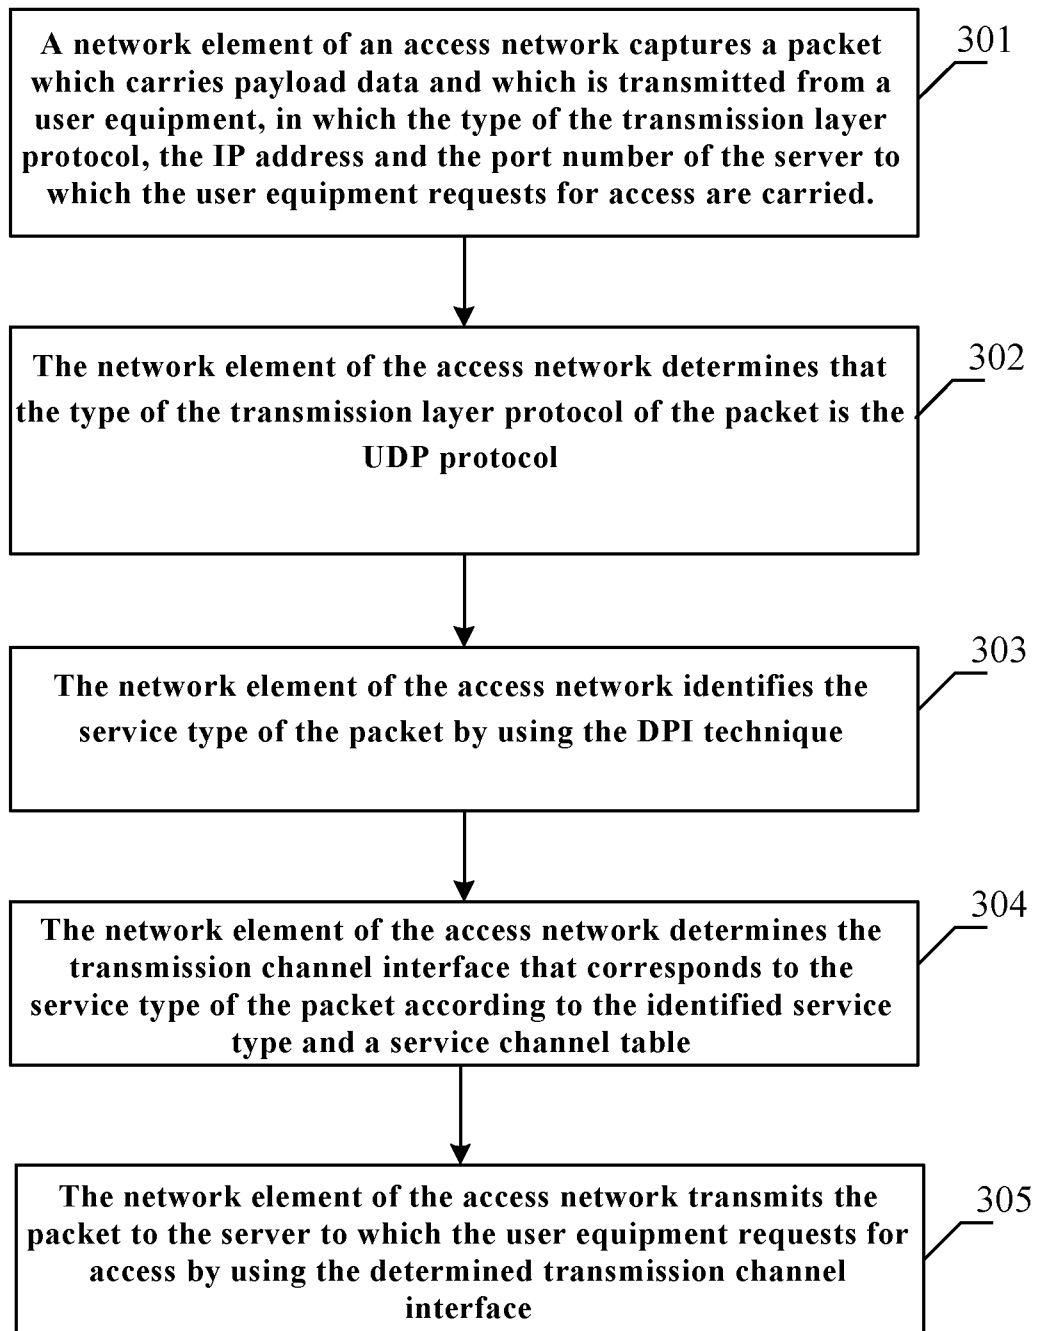 A network element of an access network captures a packet
which carries payload data and which is transmitted from a
user equipment, in which the type of the transmission layer
protocol, the IP address and the port number of the server to
which the user equipment requests for access are carried.
301
The network element of the access network determines that
the type of the transmission layer protocol of the packet is the
UDP protocol
302
The network element of the access network identifies the
service type of the packet by using the DPI technique
303
The network element of the access network determines the
transmission channel interface that corresponds to the
service type of the packet according to the identified service
type and a service channel table
304
The network element of the access network transmits the
packet to the server to which the user equipment requests for
access by using the determined transmission channel
interface
305